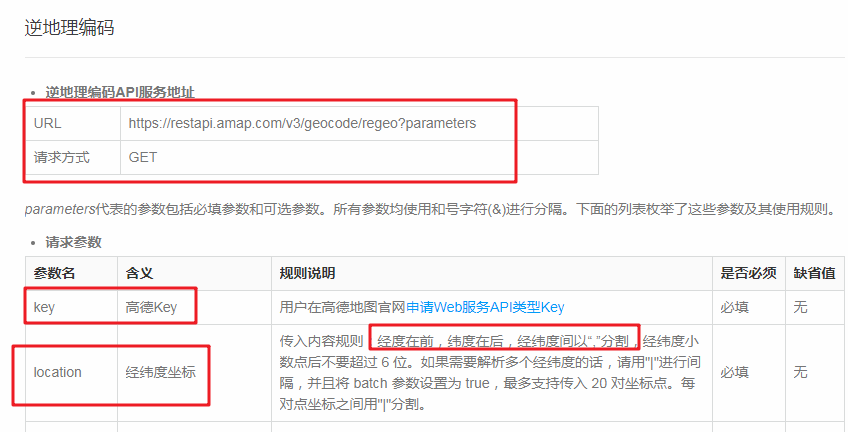 逆地理编码
逆地理编码API服务地址
URL https://restapi.amap.com/v3/geocode/regeo?parameters
请求方式 GET
parameters代表的参数包括必填参数和可选参数。所有参数均使用和号字符(&)进行分隔。下面的列表枚举了这些参数及其使用规则。
请求参数
参数名 含义 规则说明 是否必须 缺省值
key 高德Key 用户在高德地图官网申请Web服务API类型Key 必填 无
传入内容规则：经度在前，纬度在后，经纬度间以“,”分割，经纬度小
数点后不要超过 6 位。如果需要解析多个经纬度的话，请用"|"进行间
location 经纬度坐标 隔，并且将 batch 参数设置为 true，最多支持传入 20 对坐标点。每 必填 无
对点坐标之间用"|"分割。